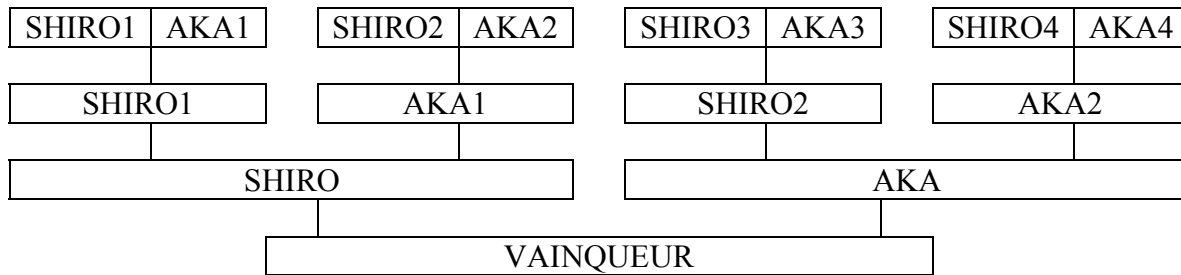 SHIRO1 AKA1 SHIRO2 AKA2 SHIRO3 AKA3 SHIRO4 AKA4
SHIRO1 AKA1 SHIRO2 AKA2
SHIRO AKA
VAINQUEUR